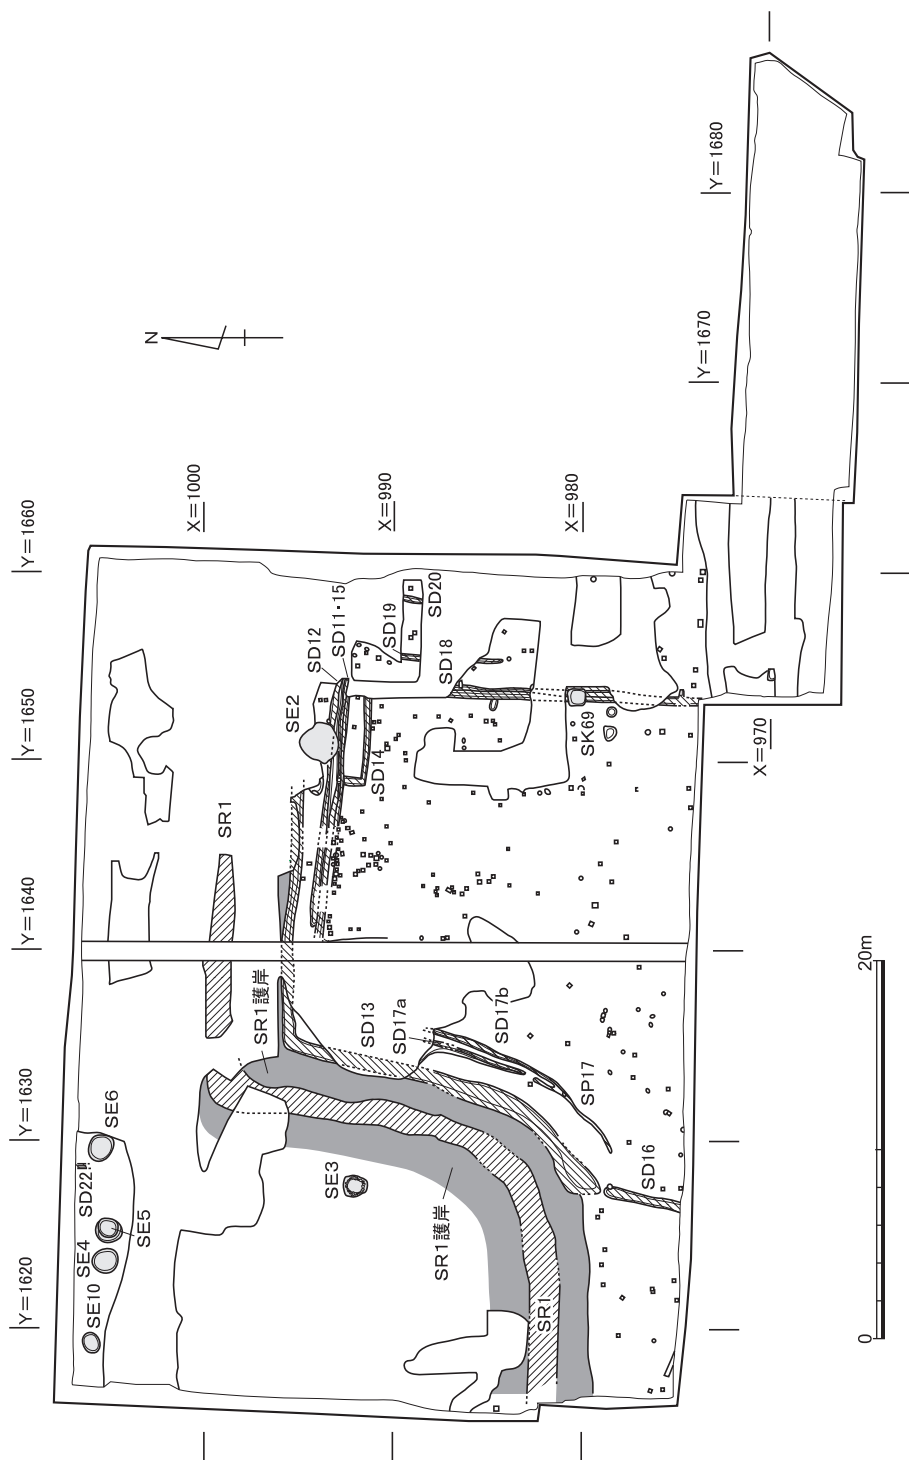 N
Y＝1680
Y＝1670
Y＝1660
Y＝1650
Y＝1640
Y＝1630
Y＝1620
X＝1000
X＝990
X＝980
X＝970
SD20
SD19
SD11・15
SD12
SD18
SE2
SD14
SK69
SR1
SR1護岸
SD13
SD17a
SD17b
SP17
SD16
SE6
SD22
SE5
SE4
SE10
SE3
SR1護岸
SR1
0
20m